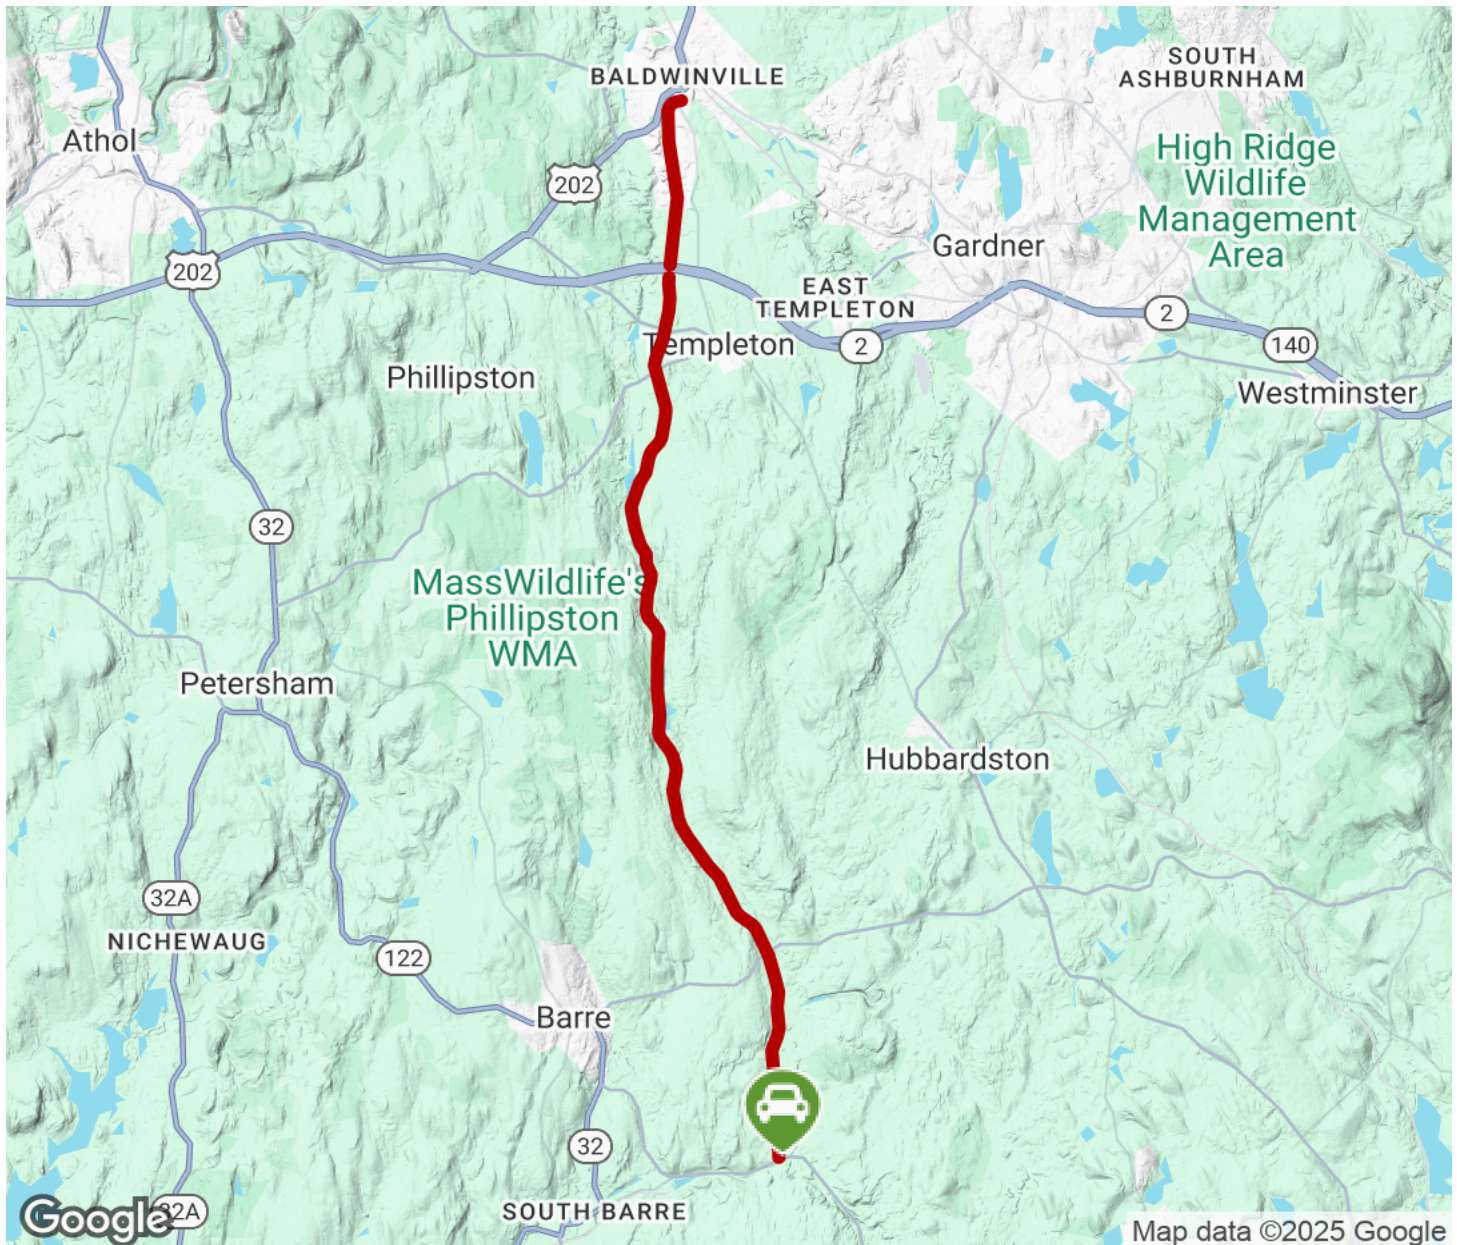 SOUTH
ASHBURNHAM
BALDWINVILLE
Athol
High Ridge
Wildlife
Management
Area
202
Gardner
202
EAST
TEMPLETON
2
Templeton
2
140
Phillipston
Westminster
32
MassWildlife's
Phillipston
WMA
Petersham
Hubbardston
32A
NICHEWAUG
122
Barre
32
SOUTH BARRE
32A
Google
Map data ©2025 Google